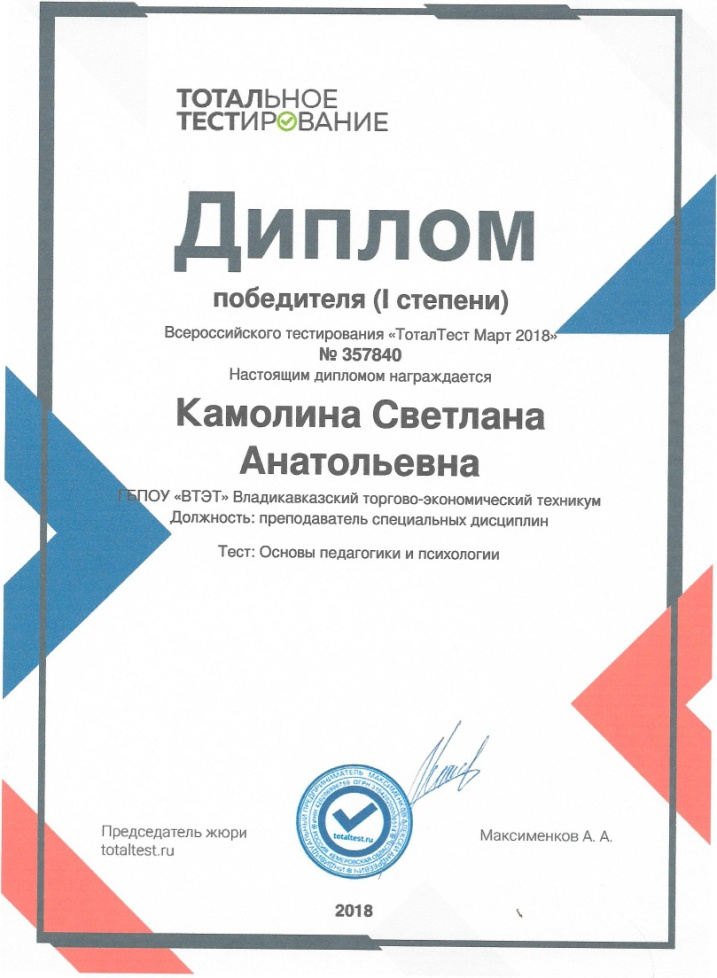 ТОТАЛЬНОЕ
ТЕСТИРОВАНИЕ
Диплом
победителя (I степени)
Всероссийского тестирования «ТоталТест Март 2018»
№ 357840
Настоящим дипломом награждается
Камолина Светлана
Анатольевна
ГБПОУ «ВТЭТ» Владикавказский торгово-экономический техникум
Должность: преподаватель специальных дисциплин
Тест: Основы педагогики и психологии
Председатель жюри
totaltest.ru
totaltest.ru
Максименков А. А.
2018